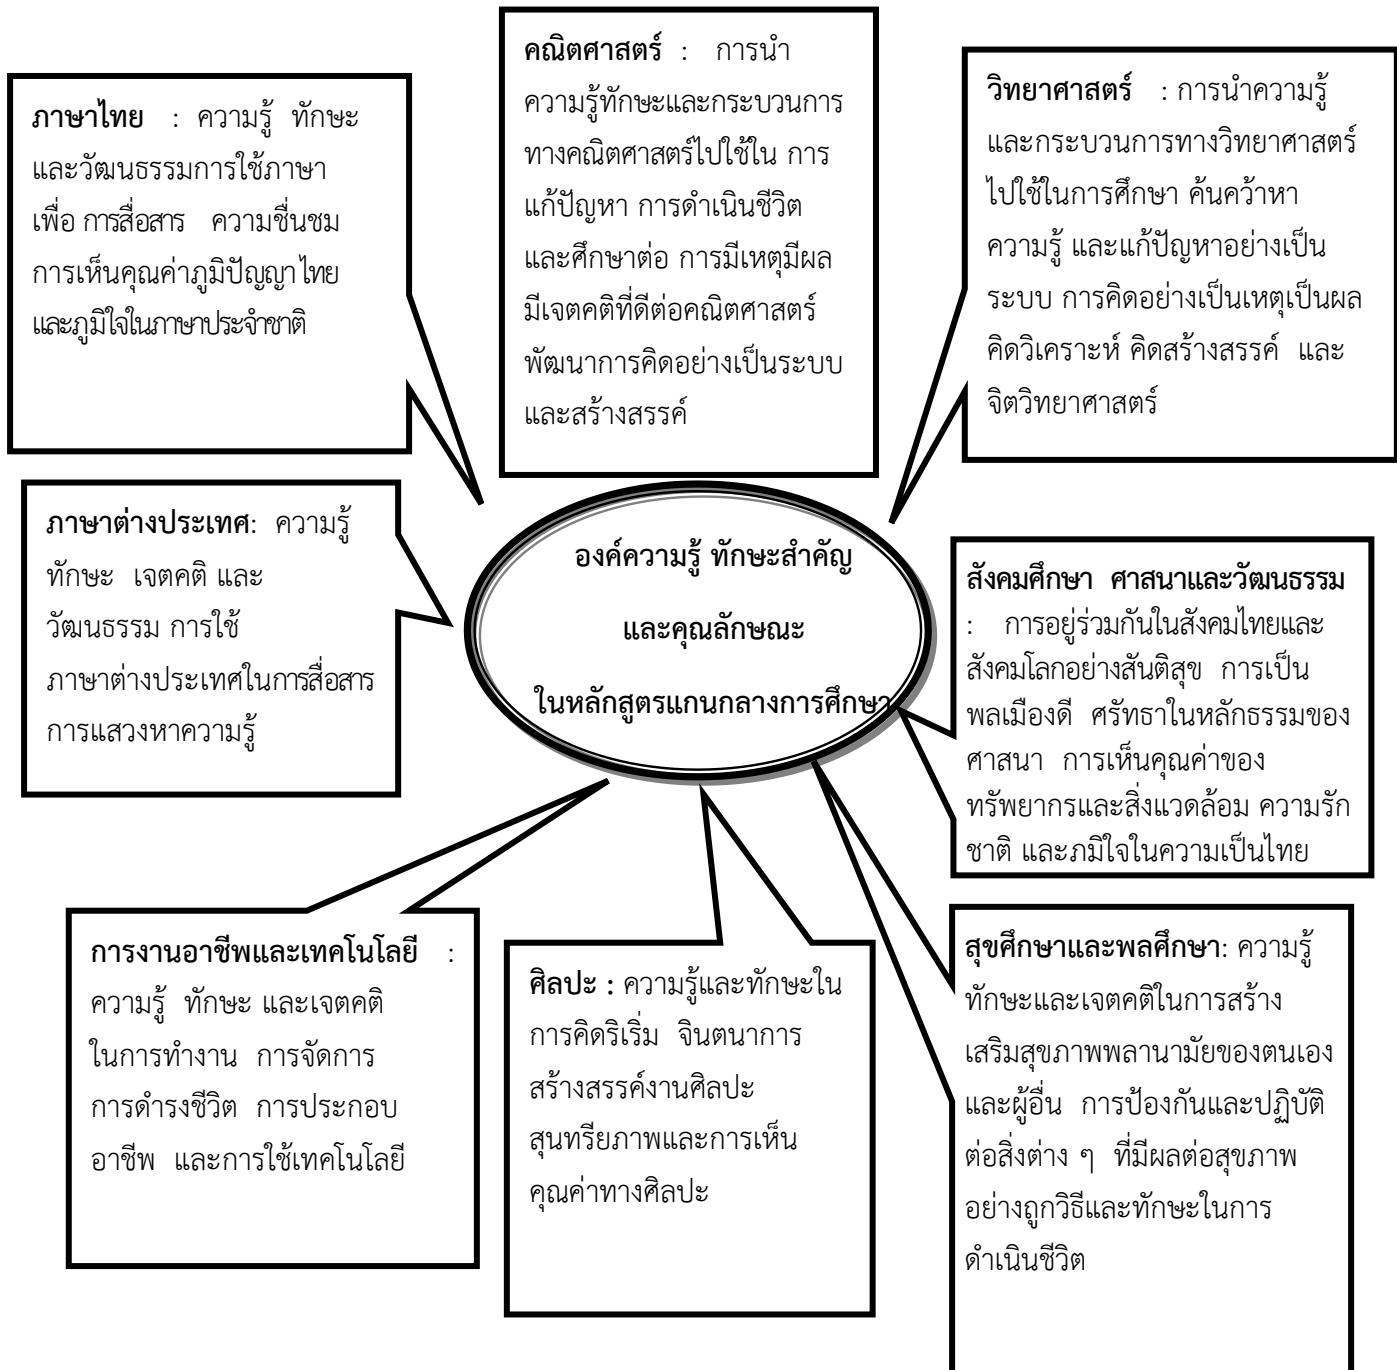 คณิตศาสตร์ : การนำ
ความรู้ทักษะและกระบวนการ
ทางคณิตศาสตร์ไปใช้ใน การ
แก้ปัญหา การดำเนินชีวิต
และศึกษาต่อ การมีเหตุมีผล
มีเจตคติที่ดีต่อคณิตศาสตร์
พัฒนาการคิดอย่างเป็นระบบ
และสร้างสรรค์
ภาษาไทย : ความรู้ ทักษะ
และวัฒนธรรมการใช้ภาษา
เพื่อ การสื่อสาร ความชื่นชม
การเห็นคุณค่าภูมิปัญญา ไทย
และภูมิใจในภาษาประจำชาติ
วิทยาศาสตร์ : การนำความรู้
และกระบวนการทางวิทยาศาสตร์
ไปใช้ในการศึกษา ค้นคว้าหา
ความรู้ และแก้ปัญหาอย่างเป็น
ระบบ การคิดอย่างเป็นเหตุเป็นผล
คิดวิเคราะห์ คิดสร้างสรรค์ และ
จิตวิทยาศาสตร์
ภาษาต่างประเทศ: ความรู้
ทักษะ เจตคติ และ
วัฒนธรรม การใช้
ภาษาต่างประเทศในการสื่อสาร
การแสวงหาความรู้
องค์ความรู้ ทักษะสำคัญ
และคุณลักษณะ
ในหลักสูตรแกนกลางการศึกษา
สังคมศึกษา ศาสนาและวัฒนธรรม
: การอยู่ร่วมกันในสังคมไทยและ
สังคมโลกอย่างสันติสุข การเป็น
พลเมืองดี ศรัทธาในหลักธรรมของ
ศาสนา การเห็นคุณค่าของ
ทรัพยากรและสิ่งแวดล้อม ความรัก
ชาติ และภมิใจในความเป็นไทย
การงานอาชีพและเทคโนโลยี :
ความรู้ ทักษะ และเจตคติ
ในการทำงาน การจัดการ
การดำรงชีวิต การประกอบ
อาชีพ และการใช้เทคโนโลยี
ศิลปะ : ความรู้และทักษะใน
การคิดริเริ่ม จินตนาการ
สร้างสรรค์งานศิลปะ
สุนทรียภาพและการเห็น
คุณค่าทางศิลปะ
สุขศึกษาและพลศึกษา: ความรู้
ทักษะและเจตคติในการสร้าง
เสริมสุขภาพพลานามัยของตนเอง
และผู้อื่น การป้องกันและปฏิบัติ
ต่อสิ่งต่าง ๆ ที่มีผลต่อสุขภาพ
อย่างถูกวิธีและทักษะในการ
ดำเนินชีวิต